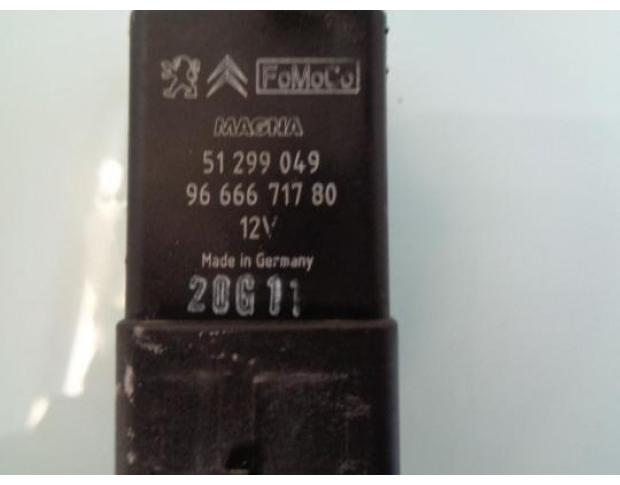 FoMoCo
MAGNA
51 299 049
96 666 717 80
12V
Made in Germany
20G11